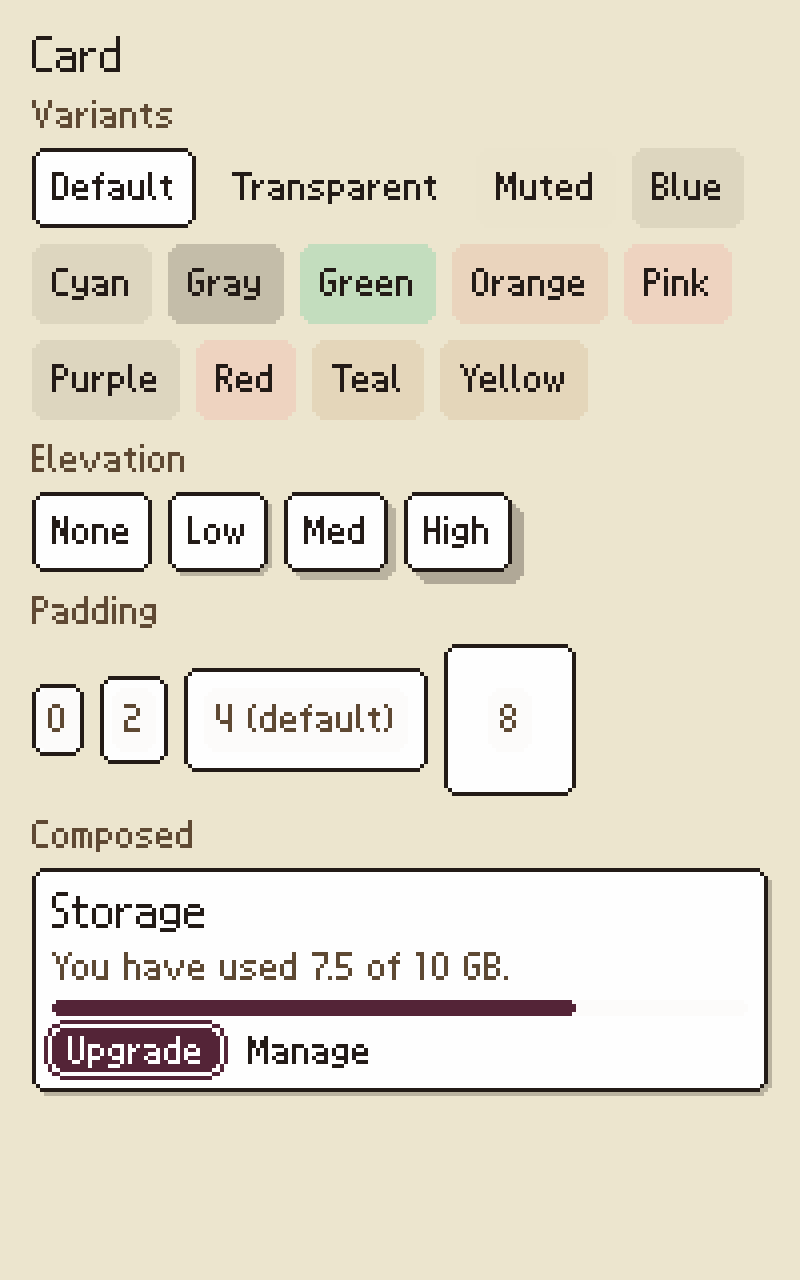 Card
Variants
Default Transparent Muted Blue
Cyan Gray Green Orange Pink
Purple Red Teal Yellow
Elevation
None Low Med High
Padding
0 2 4 (default) 8
Composed
Storage
You have used 7.5 of 10 GB.
Upgrade Manage